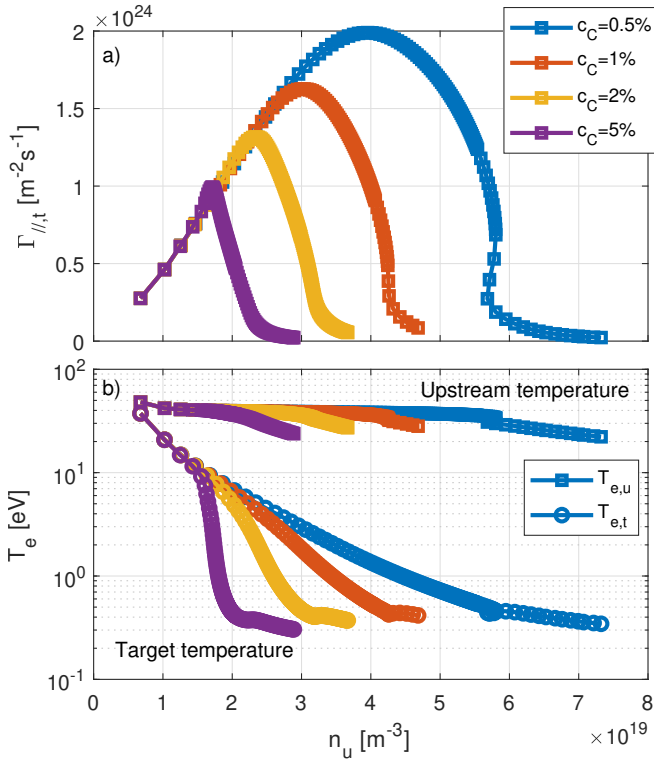 ×10^24
a)
c_C=0.5%
c_C=1%
c_C=2%
c_C=5%
2
1.5
1
0.5
0
Γ_//,t [m^-2s^-1]
b)
Upstream temperature
T_e,u
T_e,t
Target temperature
10^2
10^1
10^0
10^-1
T_e [eV]
0 1 2 3 4 5 6 7 8
n_u [m^-3]
×10^19